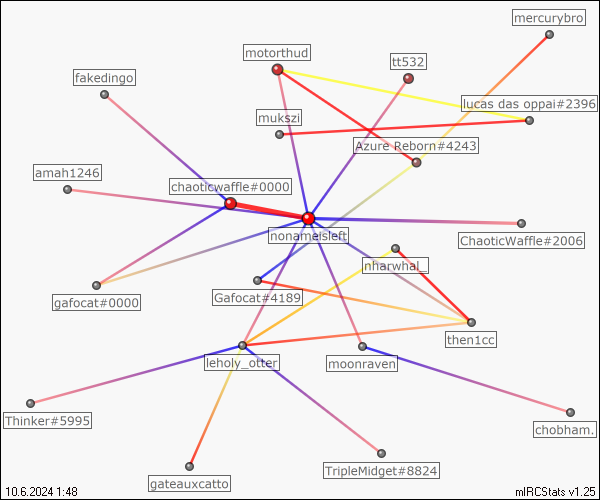 mercurybro
motorthud
tt532
fakedingo
lucas das oppai#2396
mukszi
Azure Reborn#4243
amah1246
chaoticwaffle#0000
nonameisleft
ChaoticWaffle#2006
nharwhal_
gafocat#0000
Gafocat#4189
then1cc
leholy_otter
moonraven
Thinker#5995
chobham.
TripleMidget#8824
gateauxcatto
10.6.2024 1:48
mIRCStats v1.25